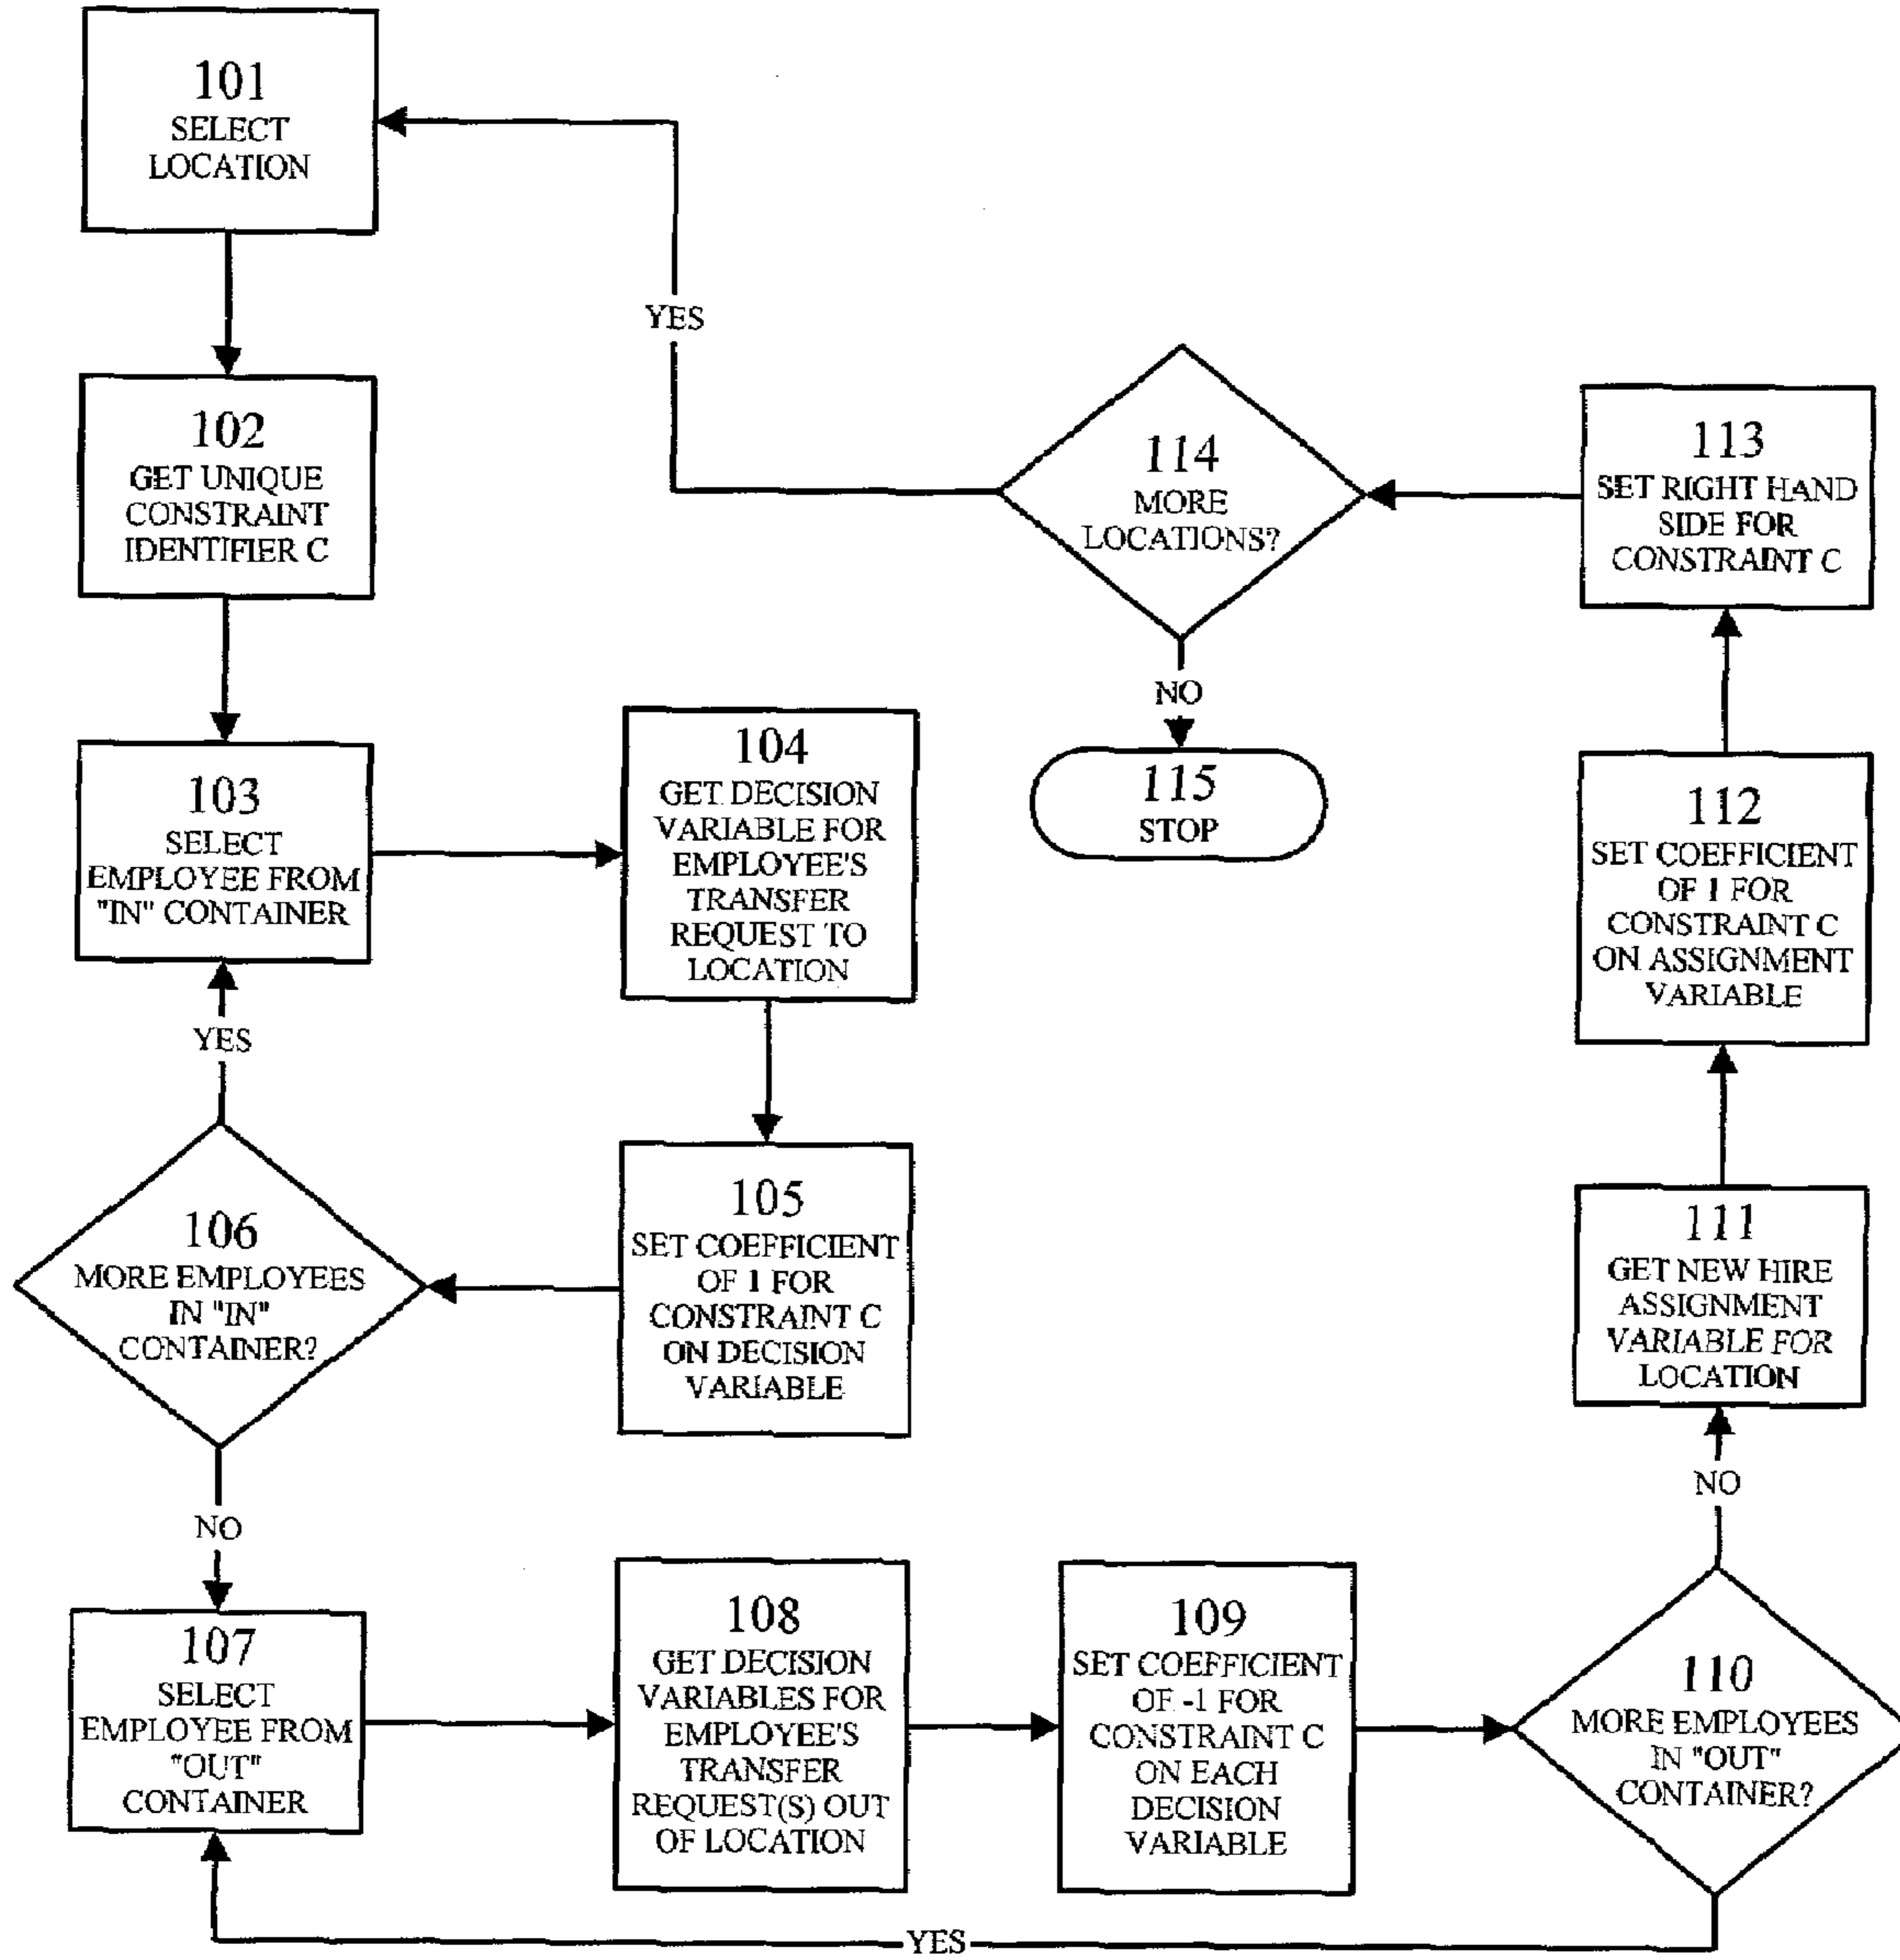 101
SELECT
LOCATION
102
GET UNIQUE
CONSTRAINT
IDENTIFIER C
103
SELECT
EMPLOYEE FROM
"IN" CONTAINER
104
GET DECISION
VARIABLE FOR
EMPLOYEE'S
TRANSFER
REQUEST TO
LOCATION
105
SET COEFFICIENT
OF 1 FOR
CONSTRAINT C
ON DECISION
VARIABLE
106
MORE EMPLOYEES
IN "IN"
CONTAINER?
YES
NO
107
SELECT
EMPLOYEE FROM
"OUT"
CONTAINER
108
GET DECISION
VARIABLES FOR
EMPLOYEE'S
TRANSFER
REQUEST(S) OUT
OF LOCATION
109
SET COEFFICIENT
OF -1 FOR
CONSTRAINT C
ON EACH
DECISION
VARIABLE
110
MORE EMPLOYEES
IN "OUT"
CONTAINER?
YES
NO
111
GET NEW HIRE
ASSIGNMENT
VARIABLE FOR
LOCATION
112
SET COEFFICIENT
OF 1 FOR
CONSTRAINT C
ON ASSIGNMENT
VARIABLE
113
SET RIGHT HAND
SIDE FOR
CONSTRAINT C
114
MORE
LOCATIONS?
YES
NO
115
STOP